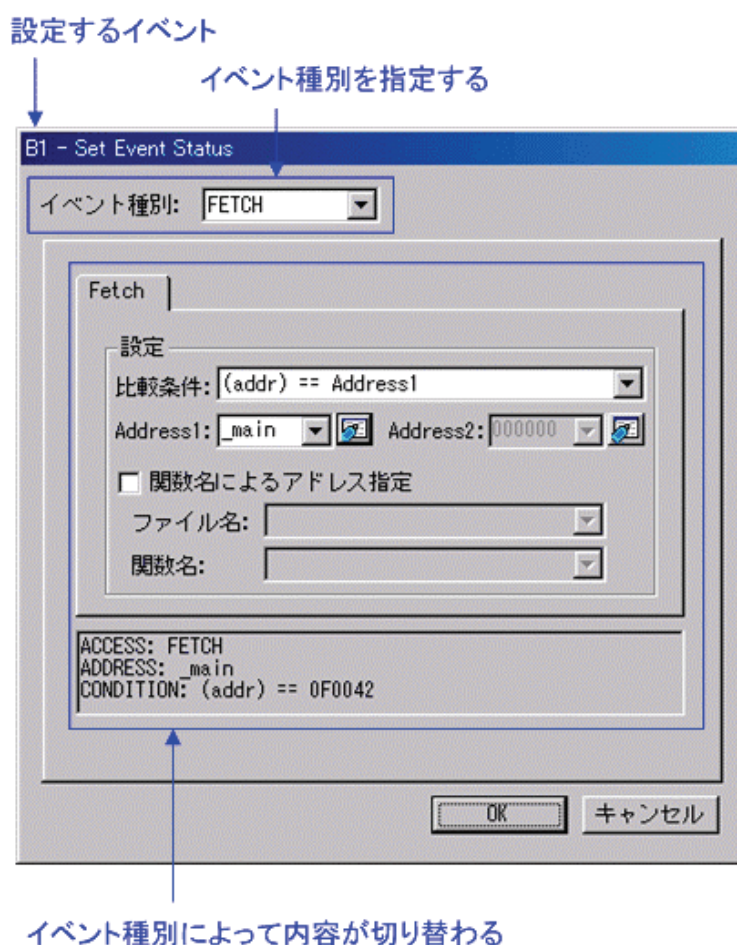 設定するイベント
イベント種別を指定する
B1 - Set Event Status
イベント種別: FETCH
Fetch
設定
比較条件: (addr) == Address1
Address1: _main Address2: 000000
関数名によるアドレス指定
ファイル名:
関数名:
ACCESS: FETCH
ADDRESS: _main
CONDITION: (addr) == 0F0042
OK キャンセル
イベント種別によって内容が切り替わる